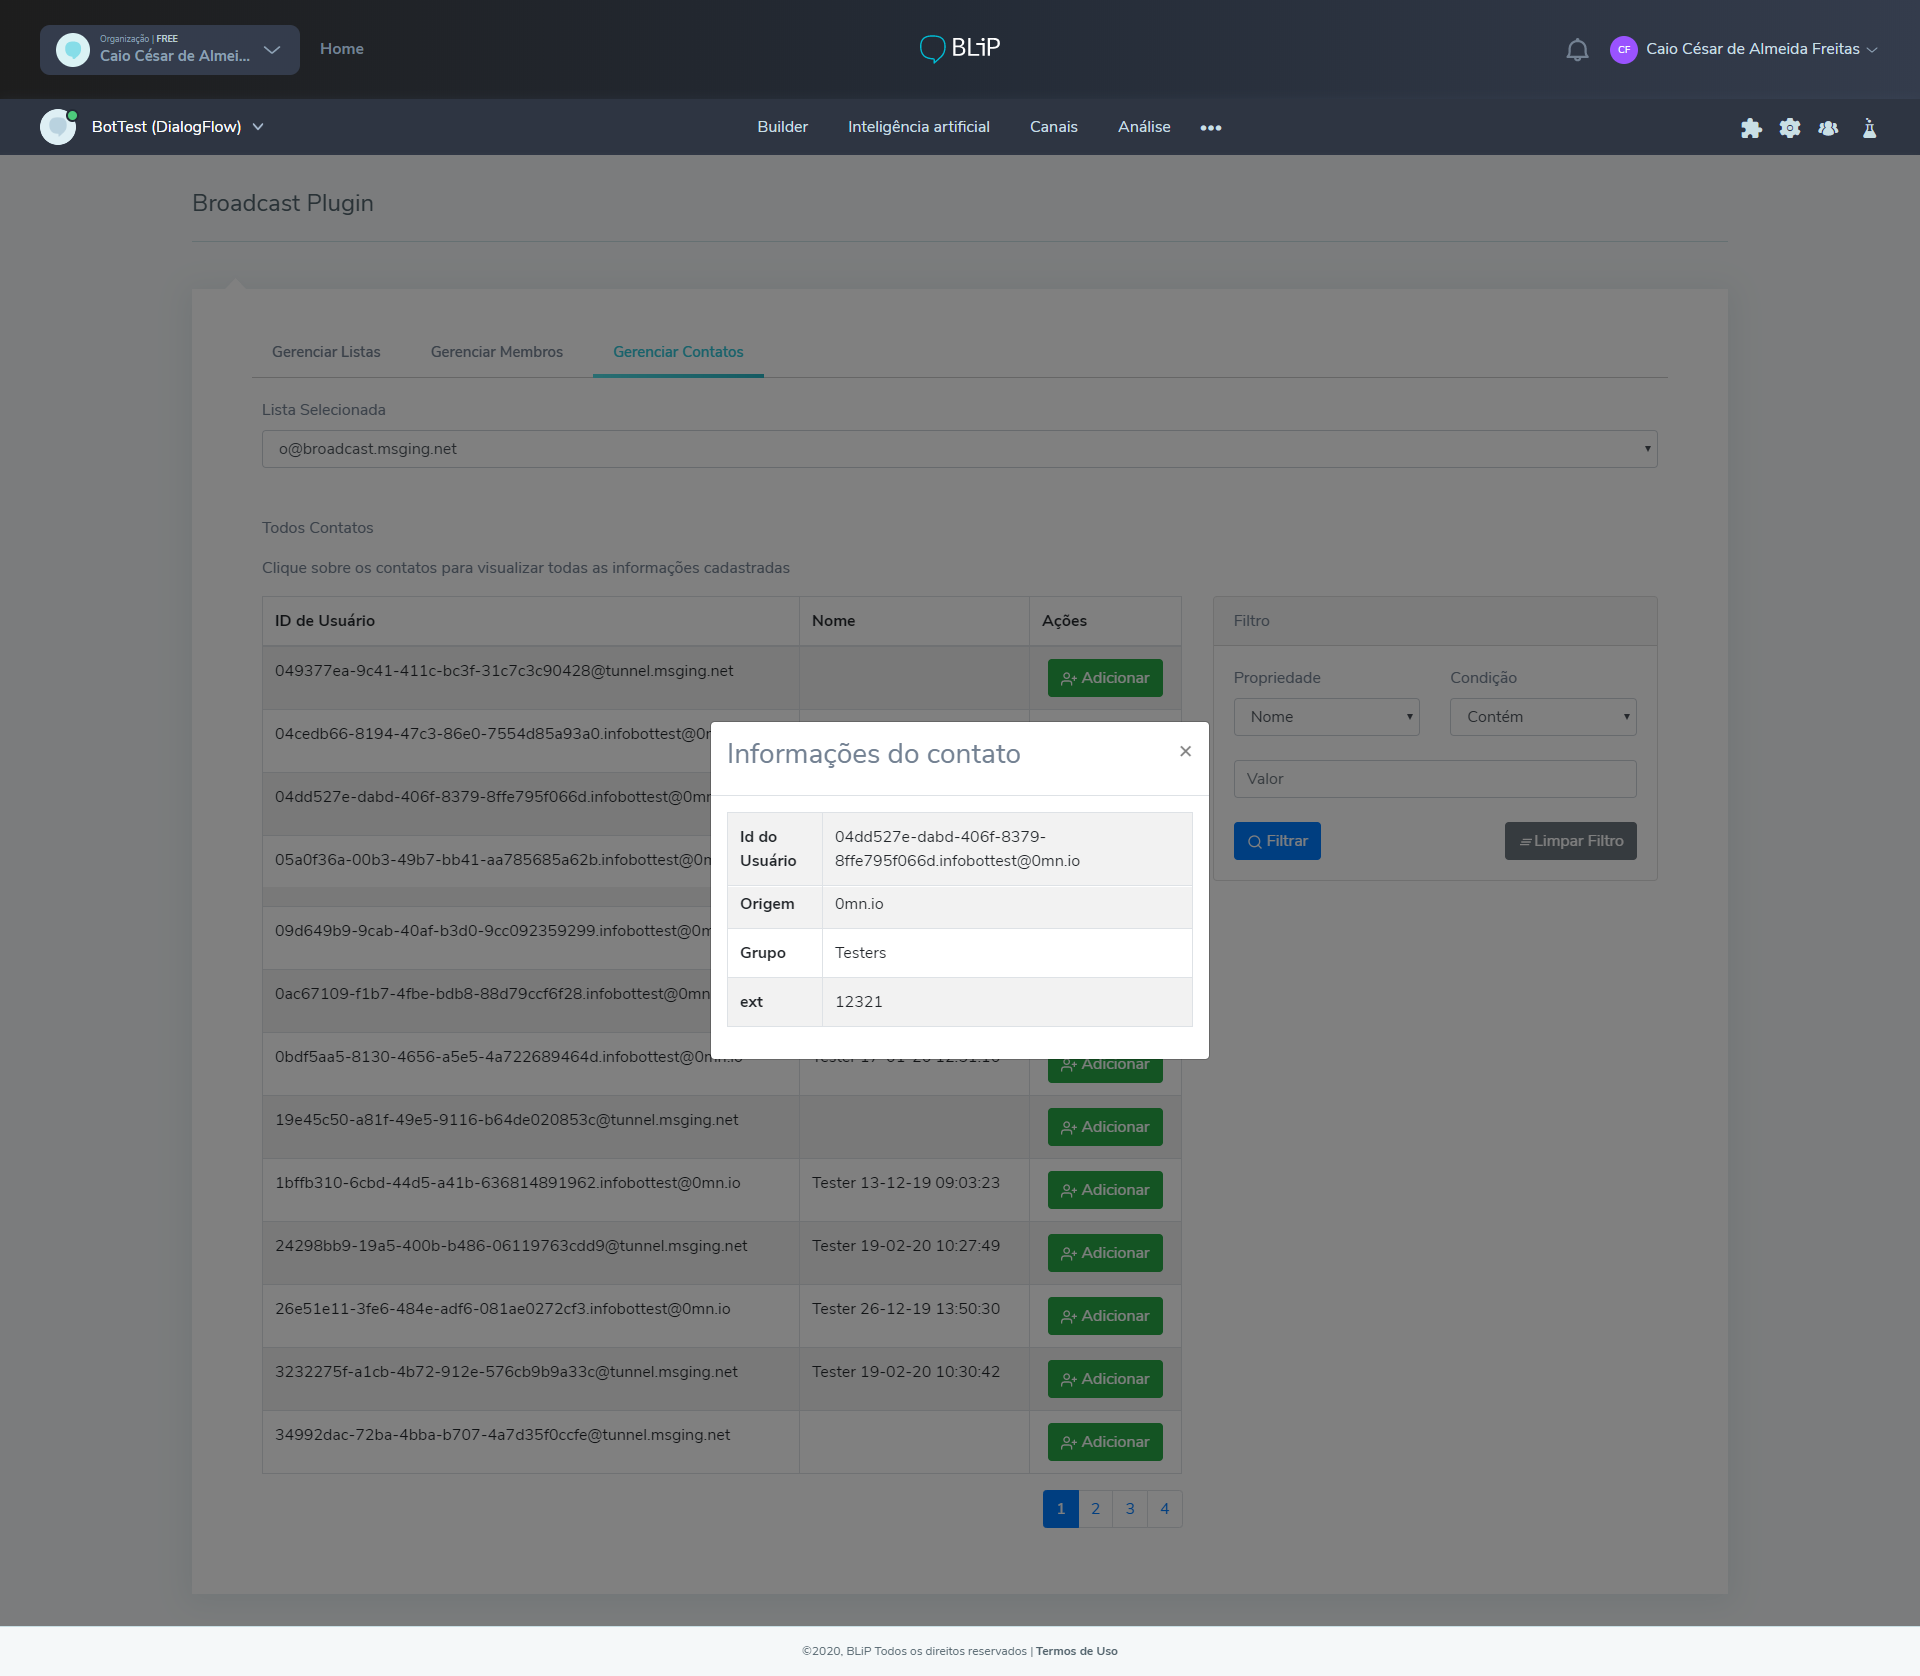 Organização | FREE
Caio César de Almei...
Home
BLiP
CF
Caio César de Almeida Freitas
BotTest (DialogFlow)
Builder
Inteligência artificial
Canais
Análise
Broadcast Plugin
Gerenciar Listas
Gerenciar Membros
Gerenciar Contatos
Lista Selecionada
o@broadcast.msging.net
Todos Contatos
Clique sobre os contatos para visualizar todas as informações cadastradas
ID de Usuário Nome Ações
049377ea-9c41-411c-bc3f-31c7c3c90428@tunnel.msging.net Adicionar
04cedb66-8194-47c3-86e0-7554d85a93a0.infobottest@0
04dd527e-dabd-406f-8379-8ffe795f066d.infobottest@0mn
05a0f36a-00b3-49b7-bb41-aa785685a62b.infobottest@0
09d649b9-9cab-40af-b3d0-9cc092359299.infobottest@0
0ac67109-f1b7-4fbe-bdb8-88d79ccf6f28.infobottest@0mn
0bdf5aa5-8130-4656-a5e5-4a722689464d.infobottest@0mn.io Tester 17-01-20 Adicionar
19e45c50-a81f-49e5-9116-b64de020853c@tunnel.msging.net Adicionar
1bffb310-6cbd-44d5-a41b-636814891962.infobottest@0mn.io Tester 13-12-19 09:03:23 Adicionar
24298bb9-19a5-400b-b486-06119763cdd9@tunnel.msging.net Tester 19-02-20 10:27:49 Adicionar
26e51e11-3fe6-484e-adf6-081ae0272cf3.infobottest@0mn.io Tester 26-12-19 13:50:30 Adicionar
3232275f-a1cb-4b72-912e-576cb9b9a33c@tunnel.msging.net Tester 19-02-20 10:30:42 Adicionar
34992dac-72ba-4bba-b707-4a7d35f0ccfe@tunnel.msging.net Adicionar
1 2 3 4
Filtro
Propriedade Condição
Nome Contém
Valor
Filtrar Limpar Filtro
Informações do contato ×
Id do Usuário
04dd527e-dabd-406f-8379-
8ffe795f066d.infobottest@0mn.io
Origem 0mn.io
Grupo Testers
ext 12321
©2020, BLiP Todos os direitos reservados | Termos de Uso